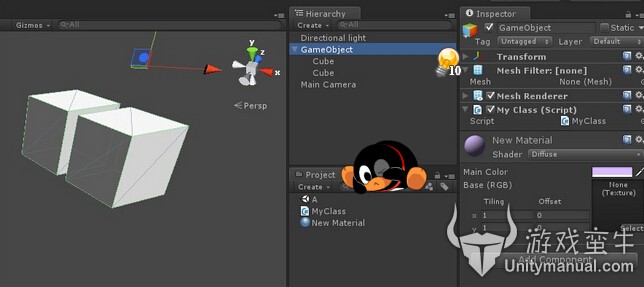 Gizmos
All
Persp
y
z
x
Hierarchy
Create
All
Directional light
GameObject
Cube
Cube
Main Camera
10
Project
Create
A
MyClass
New Material
Inspector
GameObject
Static
Tag Untagged Layer Default
Transform
Mesh Filter: [none]
Mesh None (Mesh)
Mesh Renderer
My Class (Script)
Script MyClass
New Material
Shader Diffuse
Main Color
Base (RGB)
None
(Texture)
Tiling Offset
x 1 0
y 1 0
Select
Add Component
游戏蛮牛
Unitymanual.com